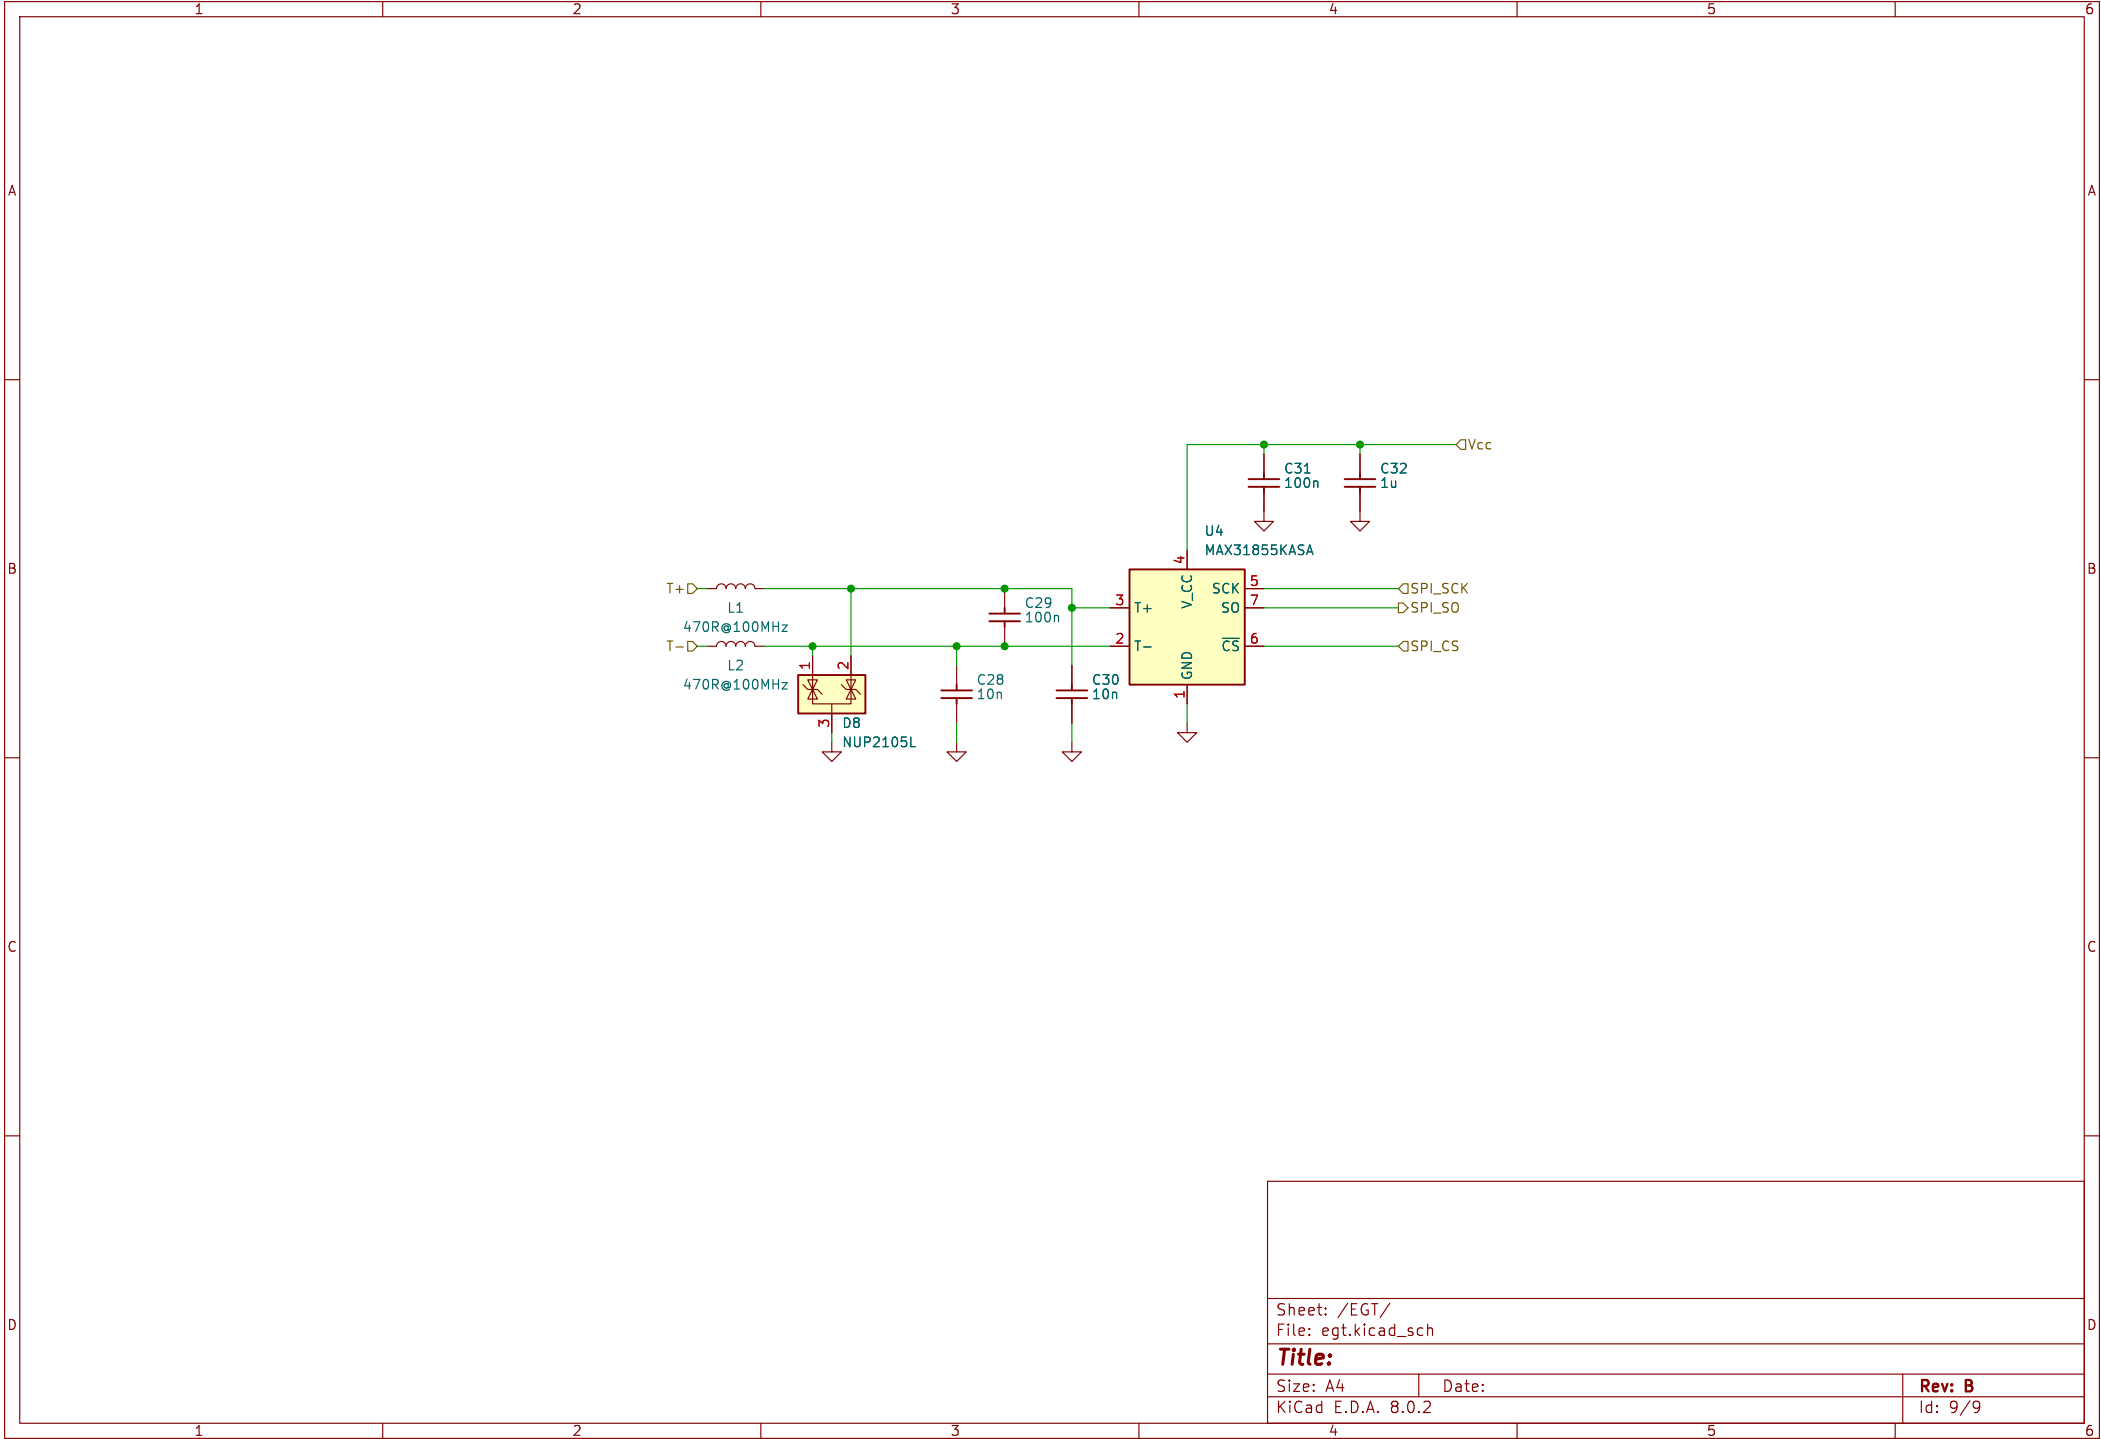 1 2 3 4 5 6
A A
Vcc
C31
100n
C32
1u
U4
MAX31855KASA
4
B B
V_CC
T+
L1
470R@100MHz
C29
100n
3 T+
SCK 5
SPI_SCK
SO 7
SPI_SO
T-
L2
470R@100MHz
2 T-
CS 6
SPI_CS
GND
1
1 2
3
D8
NUP2105L
C28
10n
C30
10n
C C
D D
Sheet: /EGT/
File: egt.kicad_sch
Title:
Size: A4 Date: Rev: B
KiCad E.D.A. 8.0.2 Id: 9/9
1 2 3 4 5 6